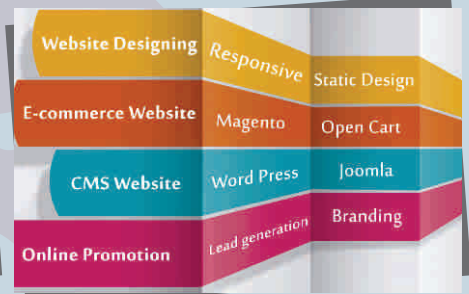 Website Designing
Responsive
Static Design
E-commerce Website
Magento
Open Cart
CMS Website
Word Press
Joomla
Online Promotion
Lead generation
Branding